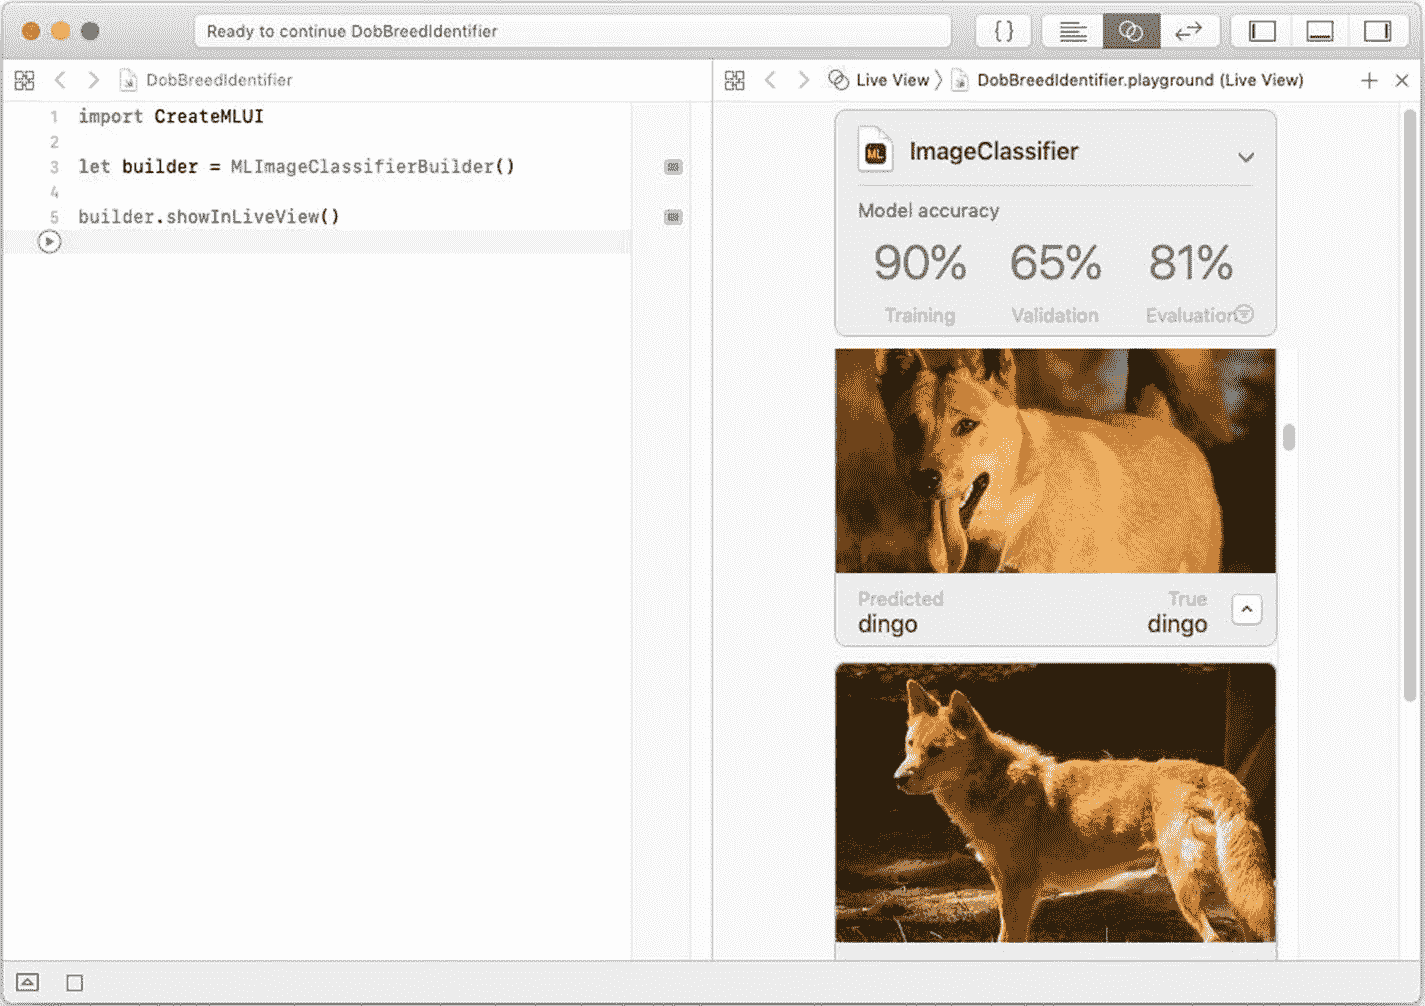 Ready to continue DobBreedIdentifier
{ }
DobBreedIdentifier
Live View
DobBreedIdentifier.playground (Live View)
1 import CreateMLUI
2
3 let builder = MLImageClassifierBuilder()
4
5 builder.showInLiveView()
ML
ImageClassifier
Model accuracy
90% 65% 81%
Training Validation Evaluation
Predicted True
dingo dingo